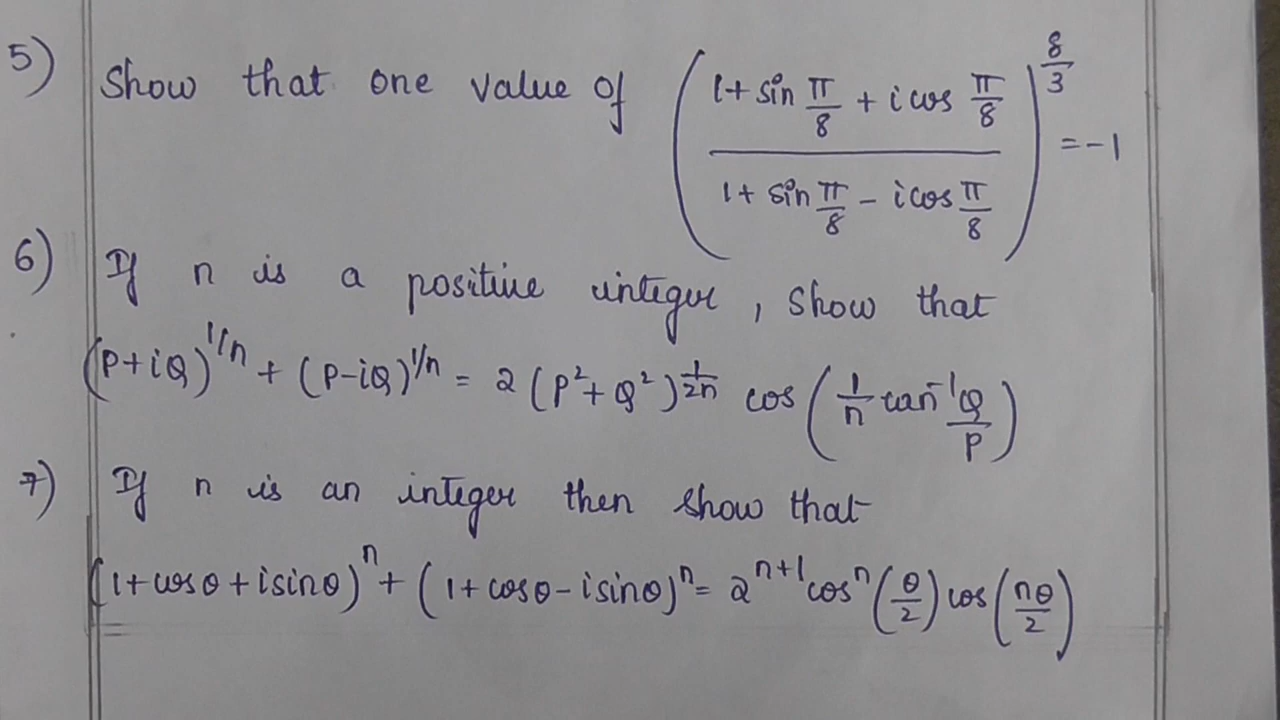 5) Show that one value of ((1 + sin π/8 + i cos π/8) / (1 + sin π/8 - i cos π/8))^(8/3) = -1
6) If n is a positive integer, show that
(P+iQ)^(1/n) + (P-iQ)^(1/n) = 2 (P²+Q²)^(1/2n) cos (1/n tan⁻¹ Q/P)
7) If n is an integer then show that
(1+cosθ+isinθ)^n + (1+cosθ-isinθ)^n = 2^(n+1) cos^n (θ/2) cos (nθ/2)